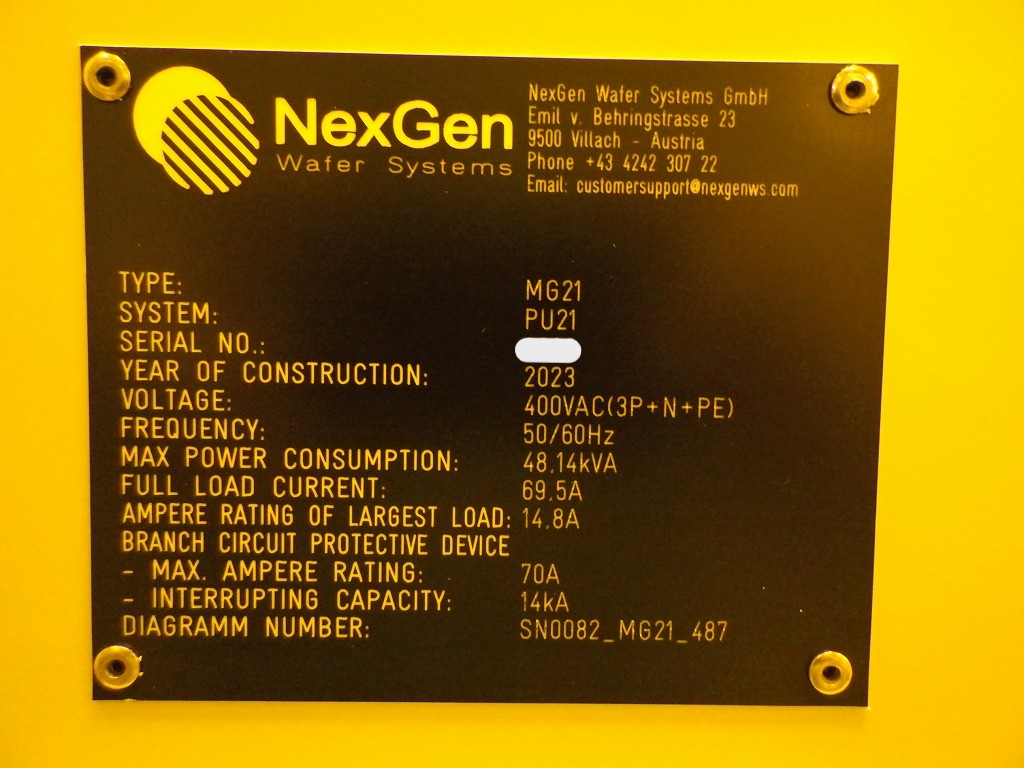 NexGen
Wafer Systems
NexGen Wafer Systems GmbH
Emil v. Behringstrasse 23
9500 Villach - Austria
Phone +43 4242 307 22
Email: customersupport@nexgenws.com
TYPE: MG21
SYSTEM: PU21
SERIAL NO.:
YEAR OF CONSTRUCTION: 2023
VOLTAGE: 400VAC(3P+N+PE)
FREQUENCY: 50/60Hz
MAX POWER CONSUMPTION: 48,14kVA
FULL LOAD CURRENT: 69,5A
AMPERE RATING OF LARGEST LOAD: 14,8A
BRANCH CIRCUIT PROTECTIVE DEVICE
- MAX. AMPERE RATING: 70A
- INTERRUPTING CAPACITY: 14kA
DIAGRAMM NUMBER: SN0082_MG21_487